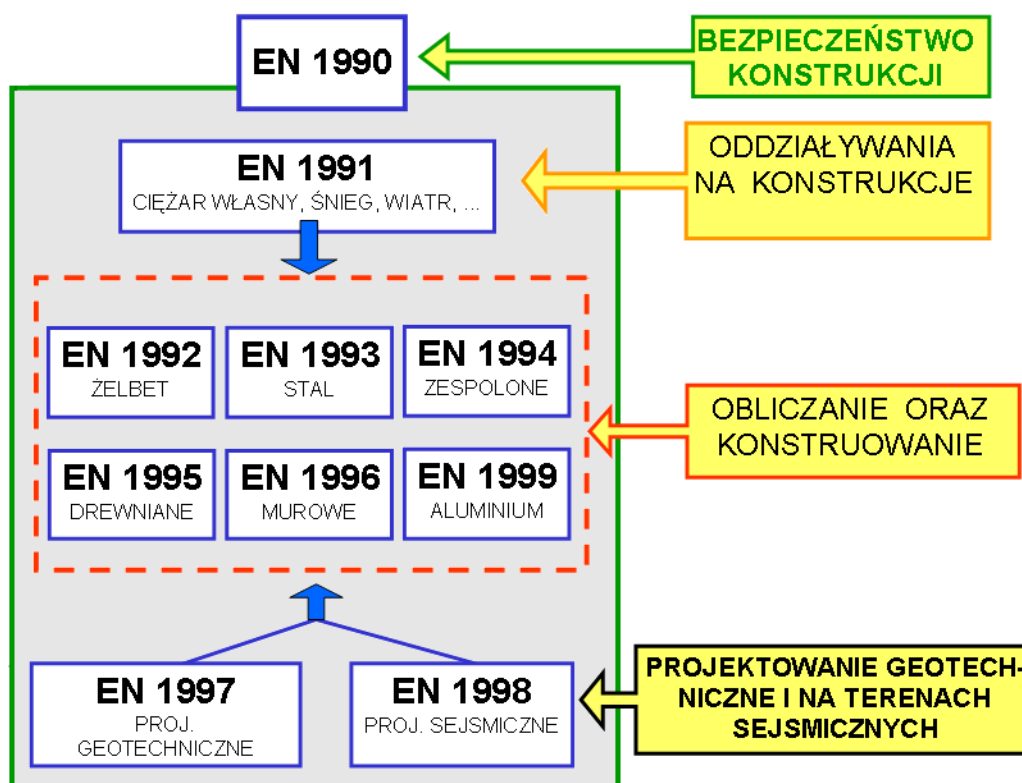 EN 1990
BEZPIECZEŃSTWO
KONSTRUKCJI
EN 1991
CIĘŻAR WŁASNY, ŚNIEG, WIATR, ...
ODDZIAŁYWANIA
NA KONSTRUKCJE
EN 1992
ŻELBET
EN 1993
STAL
EN 1994
ZESPOLONE
OBLICZANIE ORAZ
KONSTRUOWANIE
EN 1995
DREWNIANE
EN 1996
MUROWE
EN 1999
ALUMINIUM
EN 1997
PROJ.
GEOTECHNICZNE
EN 1998
PROJ. SEJSMICZNE
PROJEKTOWANIE GEOTECH-
NICZNE I NA TERENACH
SEJSMICZNYCH